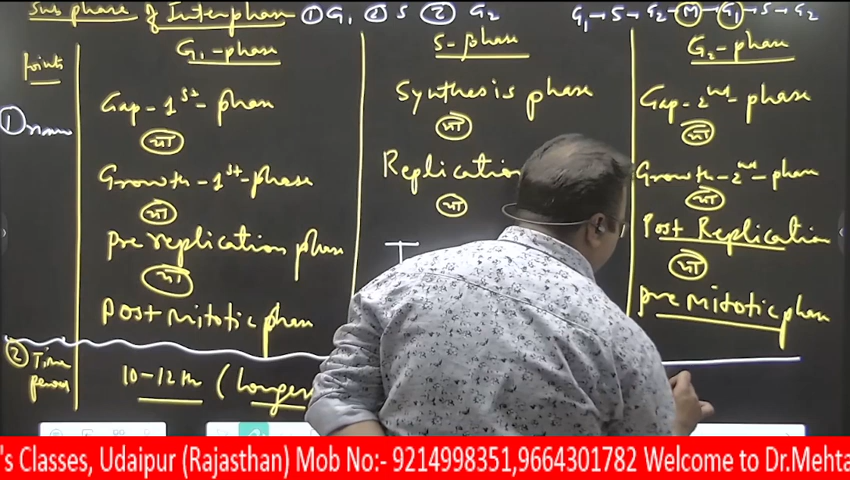 Sub phase of Interphase ① G₁ ② S ③ G₂
G₁→S→G₂→M→G₁→S→G₂
Points
G₁-phase
S-phase
G₂-phase
① name
Gap-1st-phase
Synthesis phase
Gap-2nd-phase
या
या
या
Growth-1st-phase
Replication
Growth-2nd-phase
या
या
या
Pre replication phase
Post Replication
या
या
Post Mitotic phase
Pre Mitotic phase
② Time period
10-12 hr (Longes
's Classes, Udaipur (Rajasthan) Mob No:- 9214998351,9664301782 Welcome to Dr.Mehta